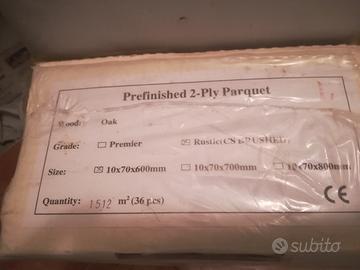 Prefinished 2-Ply Parquet
Wood: Oak
Grade: Premier Rustic(CS BRUSHED)
Size: 10x70x600mm 10x70x700mm 10x70x800mm
Quantity: 1512 m² (36 pcs)
CE
subito